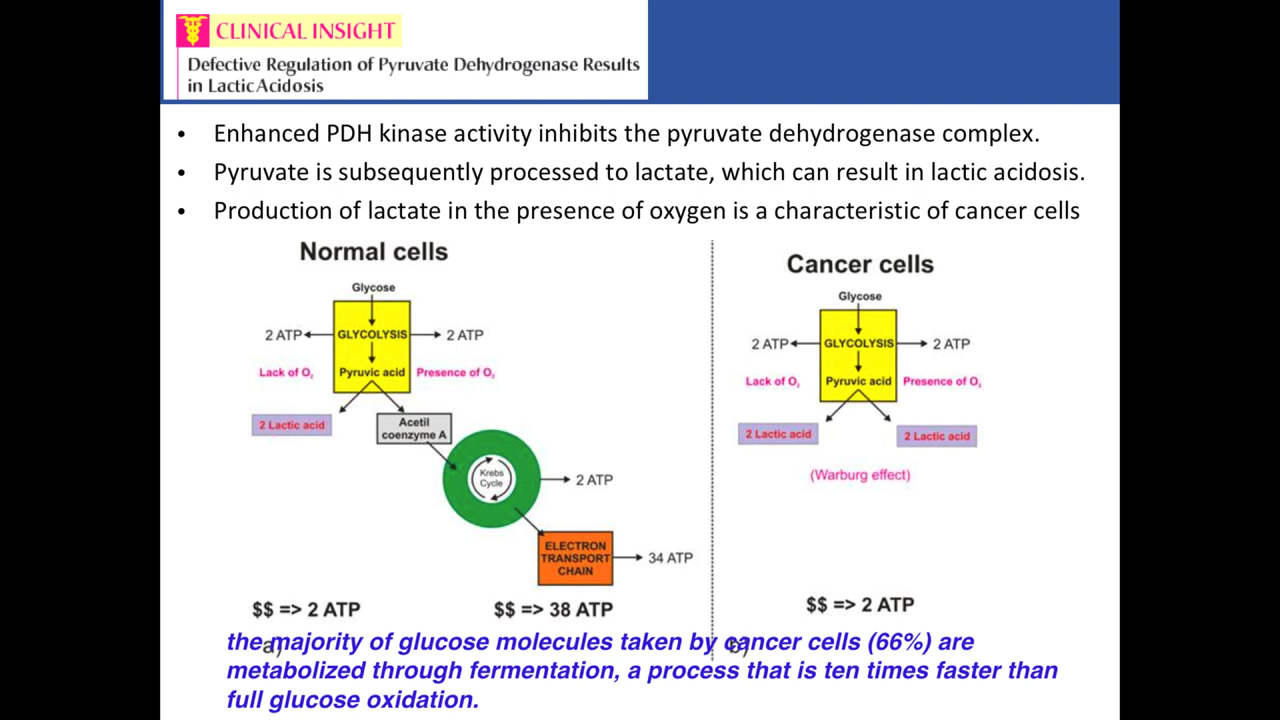 CLINICAL INSIGHT
Defective Regulation of Pyruvate Dehydrogenase Results
in Lactic Acidosis
• Enhanced PDH kinase activity inhibits the pyruvate dehydrogenase complex.
• Pyruvate is subsequently processed to lactate, which can result in lactic acidosis.
• Production of lactate in the presence of oxygen is a characteristic of cancer cells
Normal cells
Glycose
2 ATP
GLYCOLYSIS
2 ATP
Lack of O₂
Pyruvic acid
Presence of O₂
2 Lactic acid
Acetil
coenzyme A
Krebs
Cycle
2 ATP
ELECTRON
TRANSPORT
CHAIN
34 ATP
$$ => 2 ATP
$$ => 38 ATP
a)
Cancer cells
Glycose
2 ATP
GLYCOLYSIS
2 ATP
Lack of O₂
Pyruvic acid
Presence of O₂
2 Lactic acid
2 Lactic acid
(Warburg effect)
$$ => 2 ATP
b)
the majority of glucose molecules taken by cancer cells (66%) are
metabolized through fermentation, a process that is ten times faster than
full glucose oxidation.